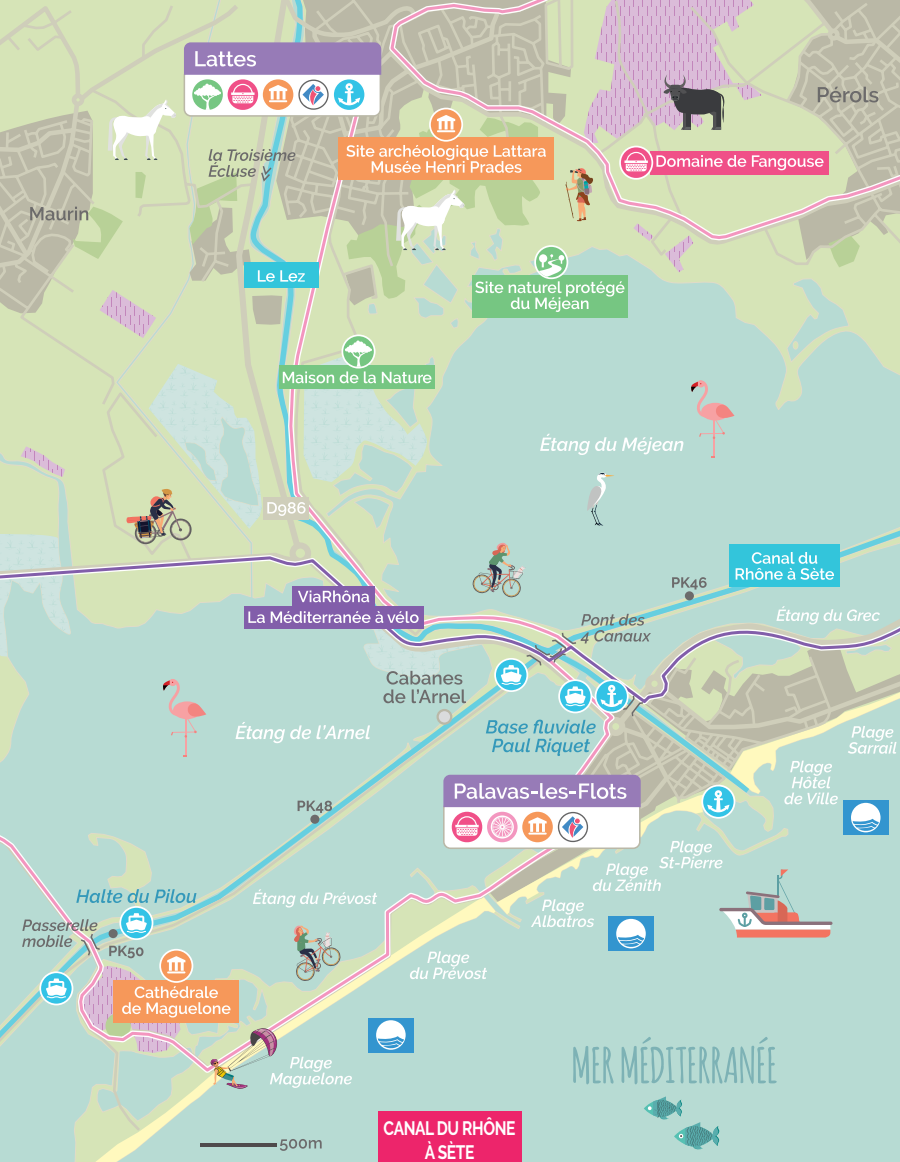 Lattes
Pérols
Site archéologique Lattara
Musée Henri Prades
la Troisième
Écluse
Domaine de Fangouse
Maurin
Le Lez
Site naturel protégé
du Méjean
Maison de la Nature
Étang du Méjean
D986
Canal du
Rhône à Sète
PK46
ViaRhôna
La Méditerranée à vélo
Pont des
4 Canaux
Étang du Grec
Cabanes
de l'Arnel
Étang de l'Arnel
Base fluviale
Paul Riquet
Plage
Sarrail
Plage
Hôtel
de Ville
Palavas-les-Flots
PK48
Plage
St-Pierre
Plage
du Zénith
Halte du Pilou
Étang du Prévost
Plage
Albatros
Passerelle
mobile
PK50
Plage
du Prévost
Cathédrale
de Maguelone
Plage
Maguelone
MER MÉDITERRANÉE
500m
CANAL DU RHÔNE
À SÈTE